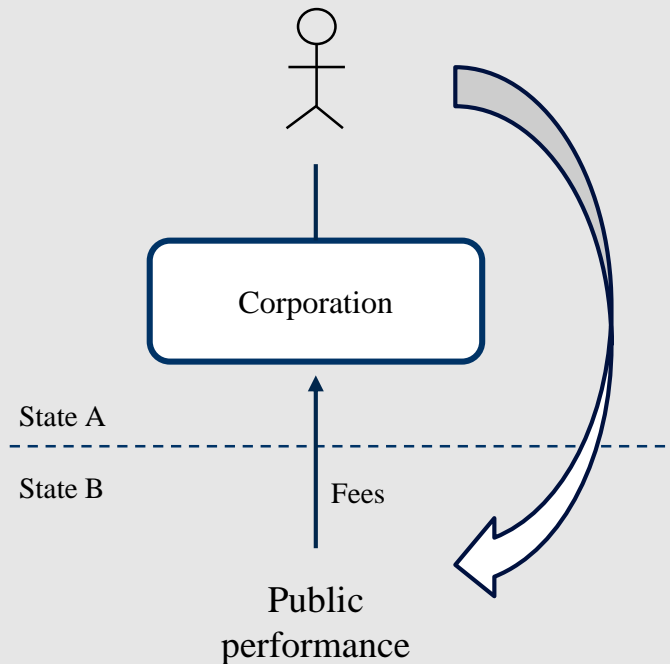 Corporation
State A
State B
Fees
Public
performance